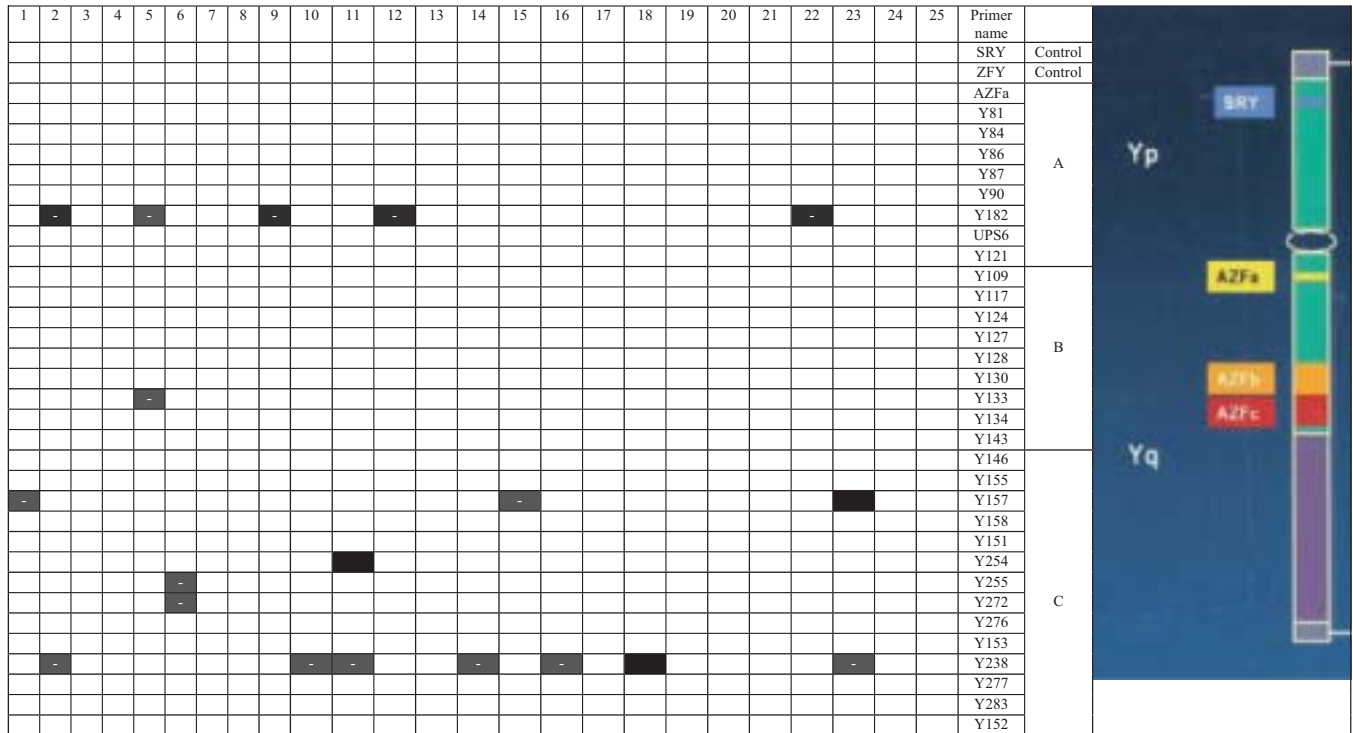 1 2 3 4 5 6 7 8 9 10 11 12 13 14 15 16 17 18 19 20 21 22 23 24 25 Primer name
SRY Control
ZFY Control
AZFa
Y81
Y84
Y86
A
Y87
Y90
- - - - - Y182
UPS6
Y121
Y109
Y117
Y124
Y127
B
Y128
Y130
- Y133
Y134
Y143
Y146
Y155
- - Y157
Y158
Y151
Y254
- Y255
- Y272 C
Y276
Y153
- - - - - - Y238
Y277
Y283
Y152
SRY
Yp
AZFa
AZFb
AZFc
Yq